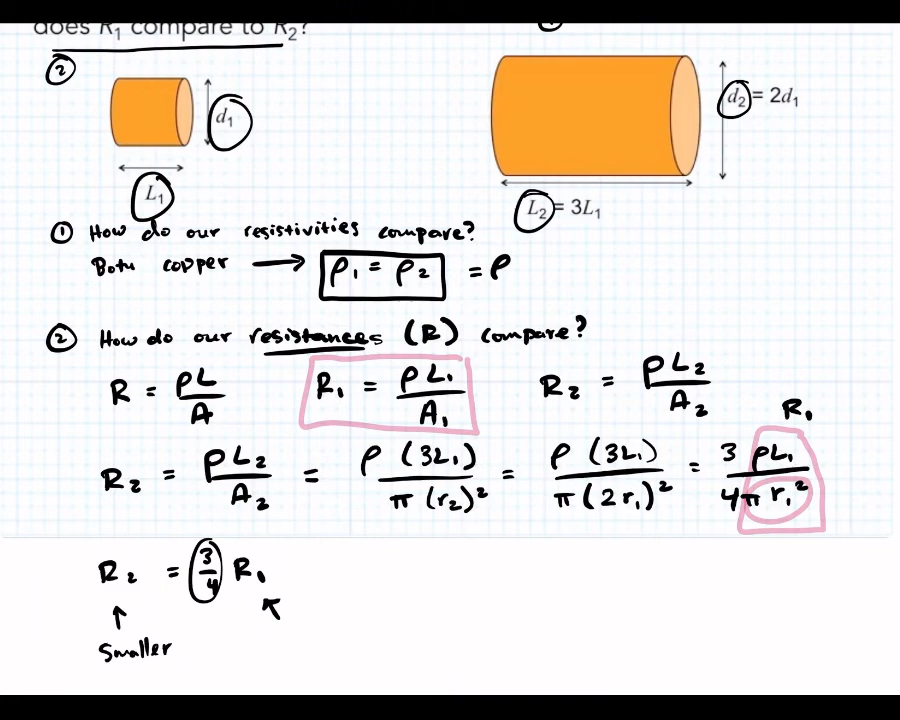 does R₁ compare to R₂?
②
d₁
d₂ = 2d₁
L₁
L₂ = 3L₁
① How do our resistivities compare?
Both copper → ρ₁ = ρ₂ = ρ
② How do our resistances (R) compare?
R = ρL/A R₁ = ρL₁/A₁ R₂ = ρL₂/A₂
R₁
R₂ = ρL₂/A₂ = ρ(3L₁)/π(r₂)² = ρ(3L₁)/π(2r₁)² = 3ρL₁/4πr₁²
R₂ = 3/4 R₁
Smaller